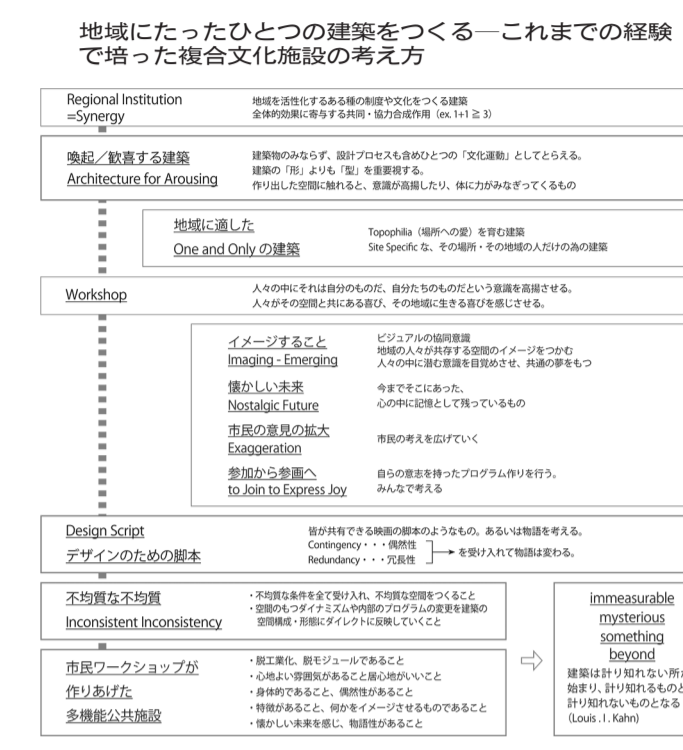 地域にたったひとつの建築をつくる—これまでの経験
で培った複合文化施設の考え方
Regional Institution
=Synergy
地域を活性化するある種の制度や文化をつくる建築
全体的効果に寄与する共同・協力合成作用（ex. 1+1 ≧ 3）
喚起／歓喜する建築
Architecture for Arousing
建築物のみならず、設計プロセスも含めひとつの「文化運動」としてとらえる。
建築の「形」よりも「型」を重要視する。
作り出した空間に触れると、意識が高揚したり、体に力がみなぎってくるもの
地域に適した
One and Only の建築
Topophilia（場所への愛）を育む建築
Site Specific な、その場所・その地域の人だけの為の建築
Workshop
人々の中にそれは自分のものだ、自分たちのものだという意識を高揚させる。
人々がその空間と共にある喜び、その地域に生きる喜びを感じさせる。
イメージすること
Imaging - Emerging
ビジュアルの協同意識
地域の人々が共存する空間のイメージをつかむ
人々の中に潜む意識を目覚めさせ、共通の夢をもつ
懐かしい未来
Nostalgic Future
今までそこにあった、
心の中に記憶として残っているもの
市民の意見の拡大
Exaggeration
市民の考えを広げていく
参加から参画へ
to Join to Express Joy
自らの意志を持ったプログラム作りを行う。
みんなで考える
Design Script
デザインのための脚本
皆が共有できる映画の脚本のようなもの。あるいは物語を考える。
Contingency・・・偶然性
Redundancy・・・冗長性
を受け入れて物語は変わる。
不均質な不均質
Inconsistent Inconsistency
・不均質な条件を全て受け入れ、不均質な空間をつくること
・空間のもつダイナミズムや内部のプログラムの変更を建築の
空間構成・形態にダイレクトに反映していくこと
市民ワークショップが
作りあげた
多機能公共施設
・脱工業化、脱モジュールであること
・心地よい雰囲気があること居心地がいいこと
・身体的であること、偶然性があること
・特徴があること、何かをイメージさせるものであること
・懐かしい未来を感じ、物語性があること
immeasurable
mysterious
something
beyond
建築は計り知れない所
始まり、計り知れるものと
計り知れないものとなる
（Louis . I . Kahn）